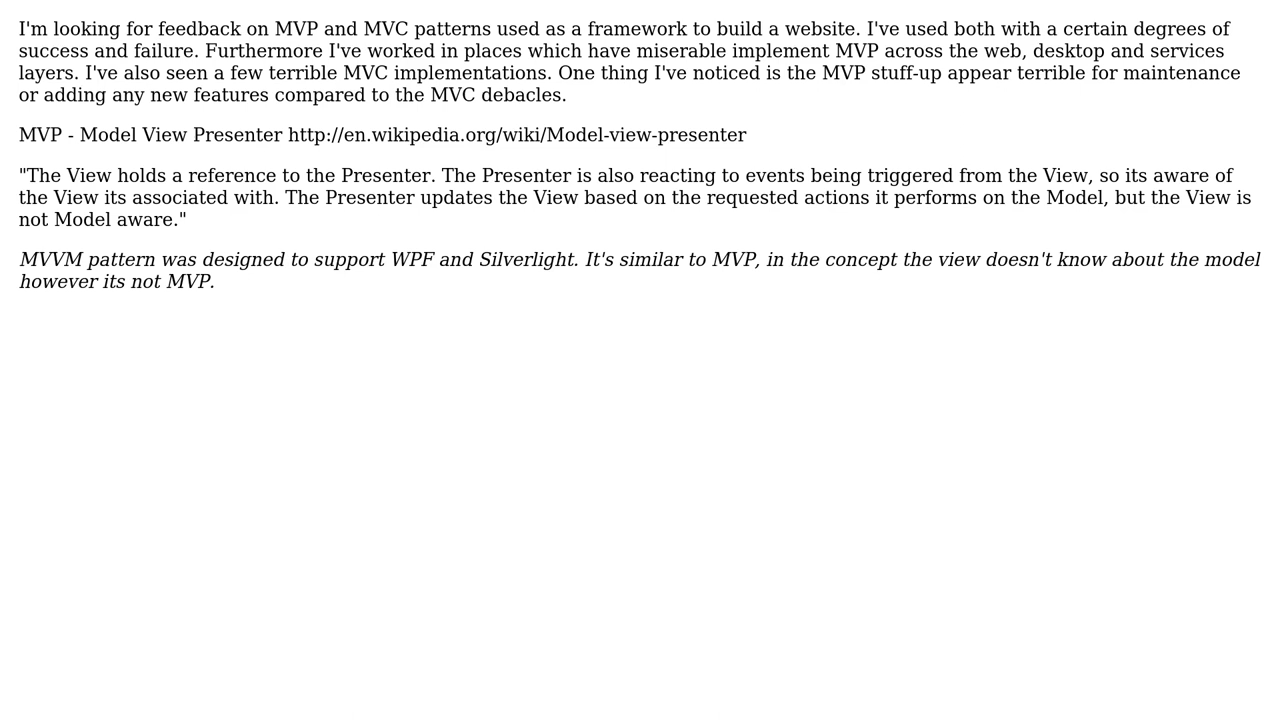 I'm looking for feedback on MVP and MVC patterns used as a framework to build a website. I've used both with a certain degrees of
success and failure. Furthermore I've worked in places which have miserable implement MVP across the web, desktop and services
layers. I've also seen a few terrible MVC implementations. One thing I've noticed is the MVP stuff-up appear terrible for maintenance
or adding any new features compared to the MVC debacles.
MVP - Model View Presenter http://en.wikipedia.org/wiki/Model-view-presenter
"The View holds a reference to the Presenter. The Presenter is also reacting to events being triggered from the View, so its aware of
the View its associated with. The Presenter updates the View based on the requested actions it performs on the Model, but the View is
not Model aware."
MVVM pattern was designed to support WPF and Silverlight. It's similar to MVP, in the concept the view doesn't know about the model
however its not MVP.